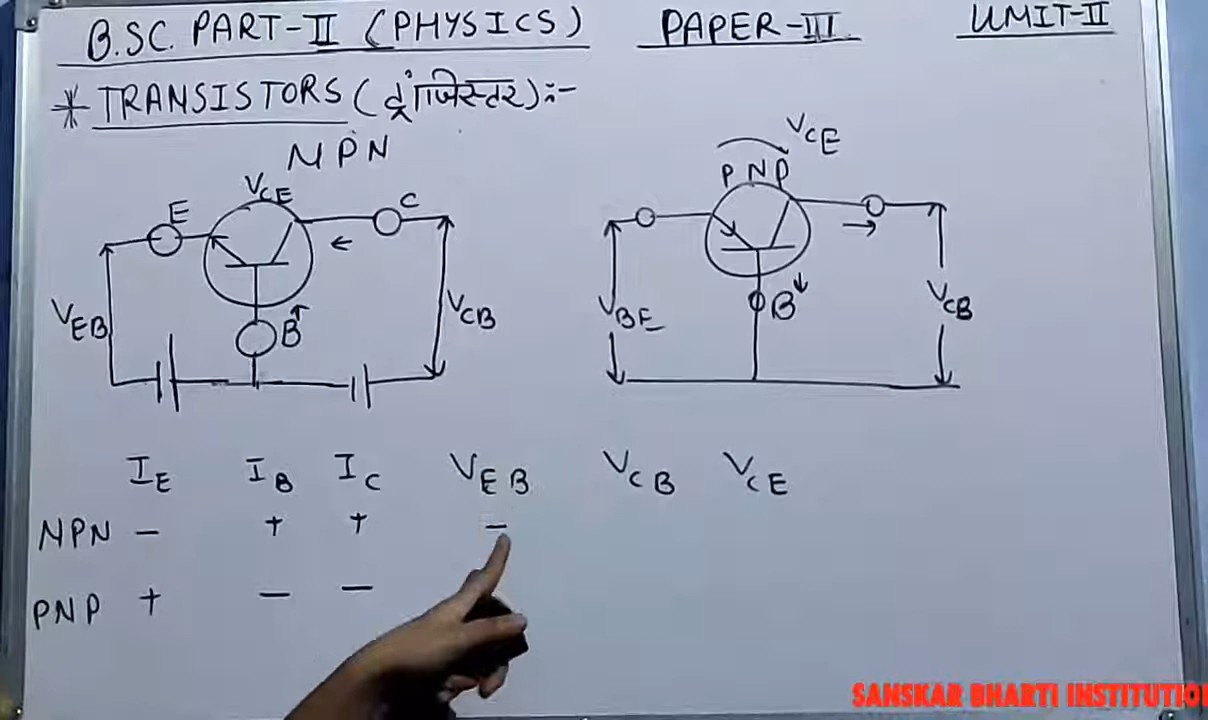 B.SC. PART-II (PHYSICS) PAPER-III UNIT-II
* TRANSISTORS (ट्रांजिस्टर) :-
NPN
VCE
E
C
VEB
B
VCB
VCE
PNP
VBE
B
VCB
IE IB IC VEB VCB VCE
NPN - + + -
PNP + - -
SANSKAR BHARTI INSTITUTIO